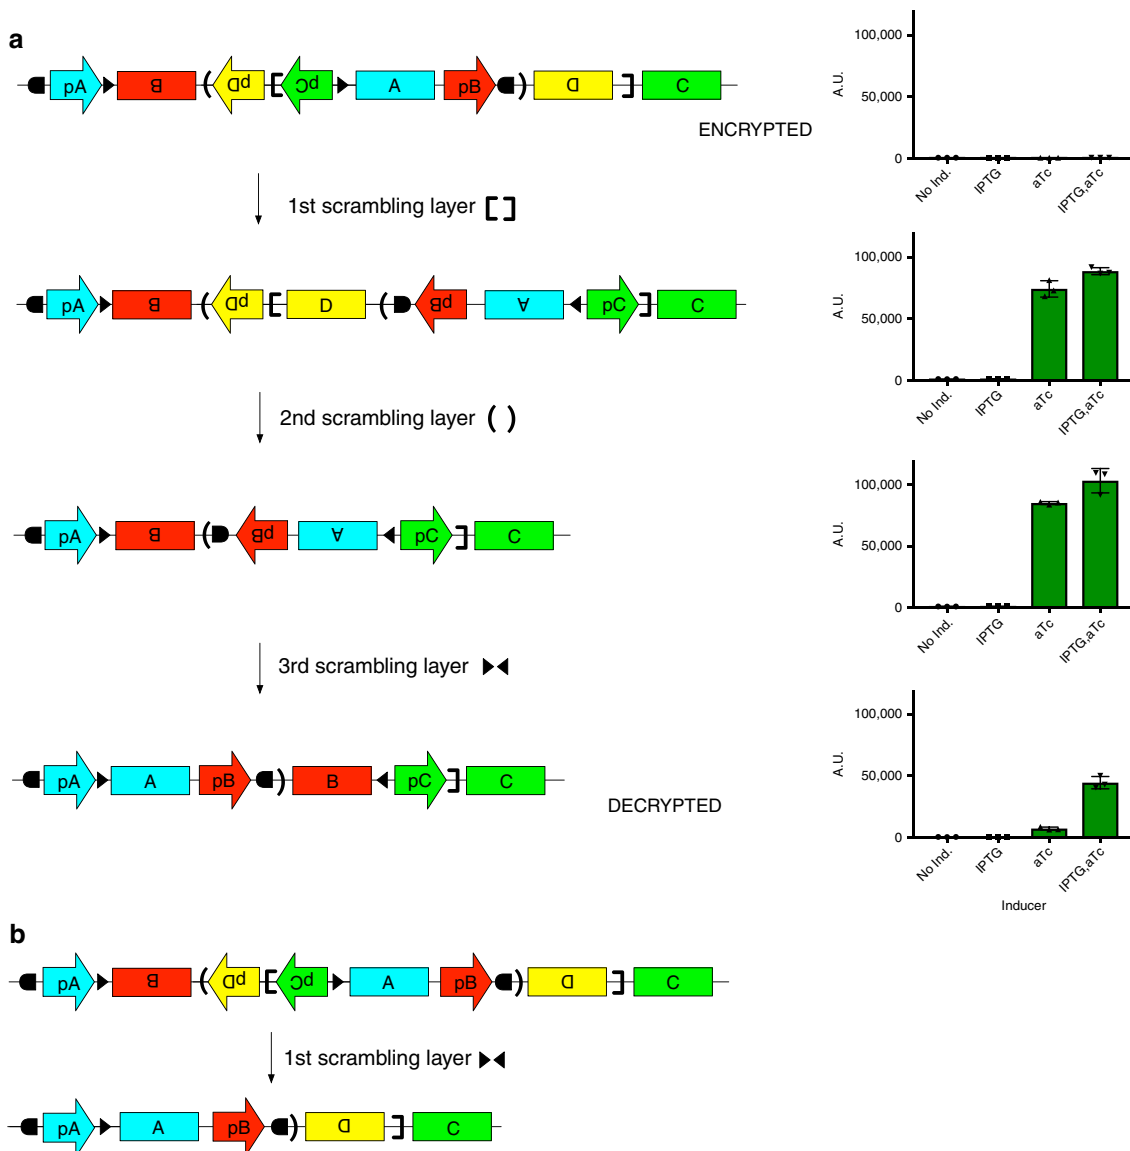 a
pA B pD pC A pB D C
ENCRYPTED
A.U.
100,000
50,000
0
No Ind. IPTG aTc IPTG,aTc
1st scrambling layer [ ]
pA B pD D pB A pC C
A.U.
100,000
50,000
0
No Ind. IPTG aTc IPTG,aTc
2nd scrambling layer ( )
pA B pB A pC C
A.U.
100,000
50,000
0
No Ind. IPTG aTc IPTG,aTc
3rd scrambling layer
pA A pB B pC C
DECRYPTED
A.U.
100,000
50,000
0
No Ind. IPTG aTc IPTG,aTc
Inducer
b
pA B pD pC A pB D C
1st scrambling layer
pA A pB D C